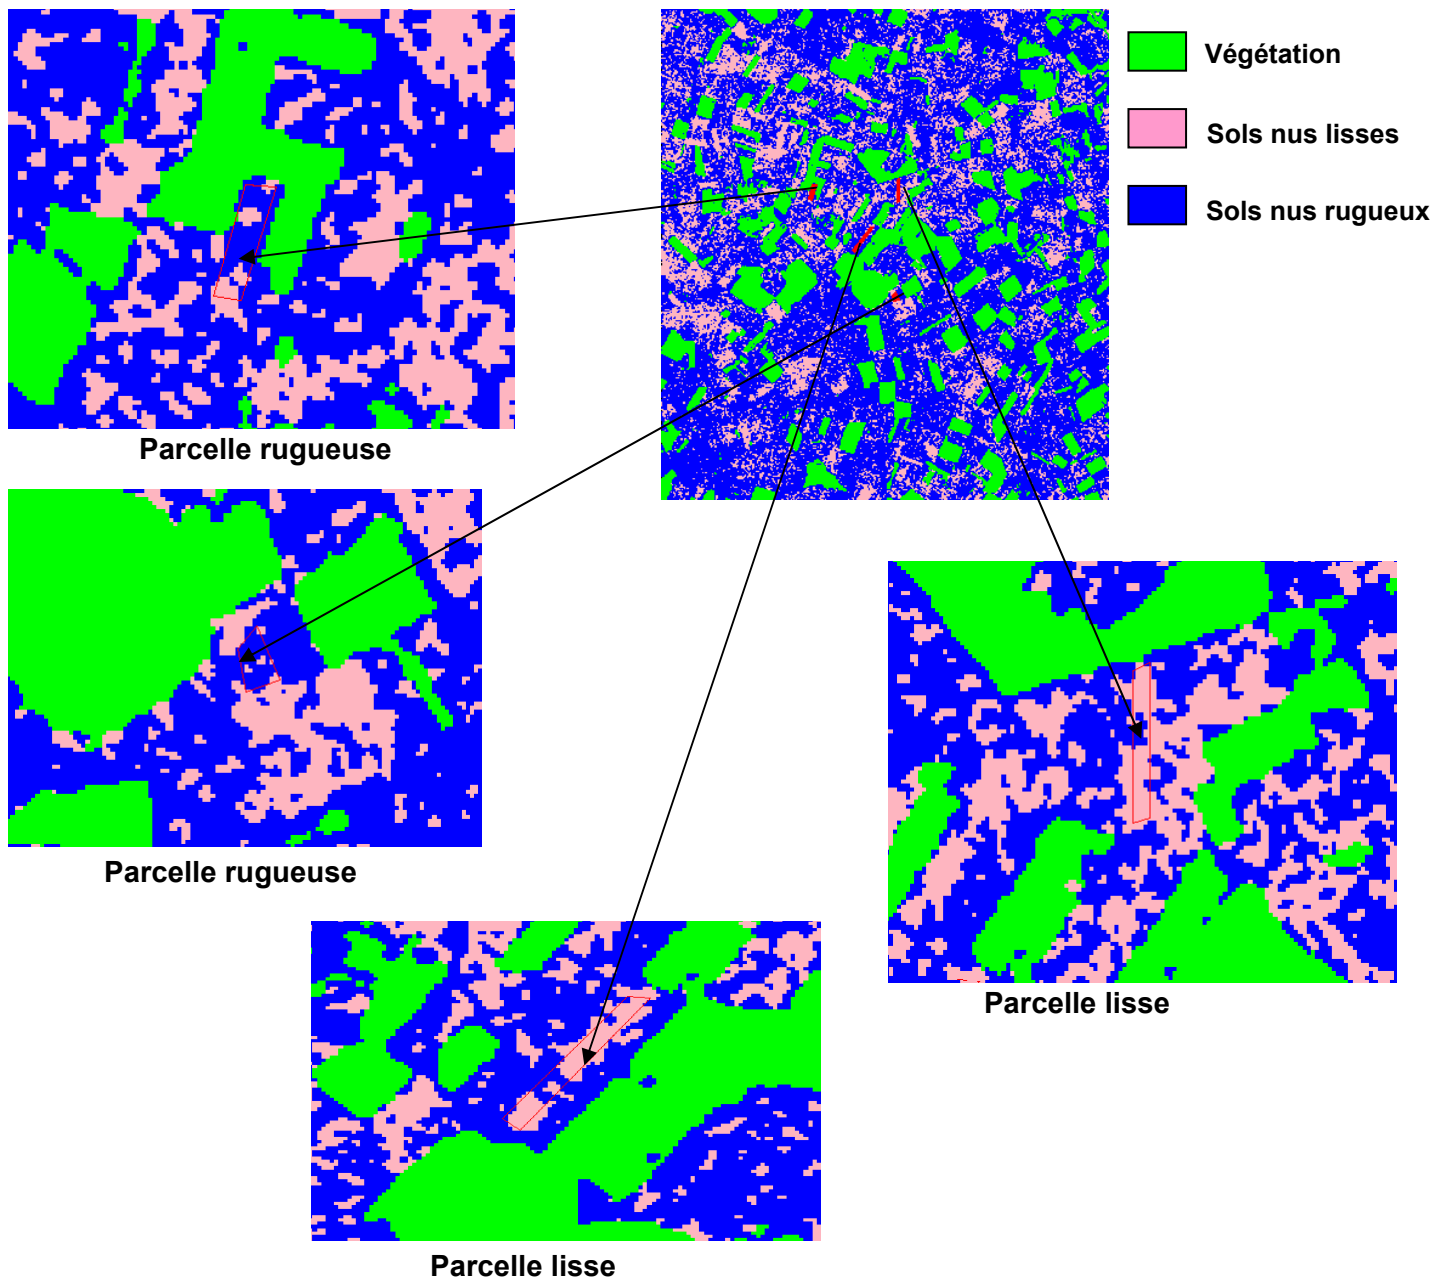 Végétation
Sols nus lisses
Sols nus rugueux
Parcelle rugueuse
Parcelle rugueuse
Parcelle lisse
Parcelle lisse